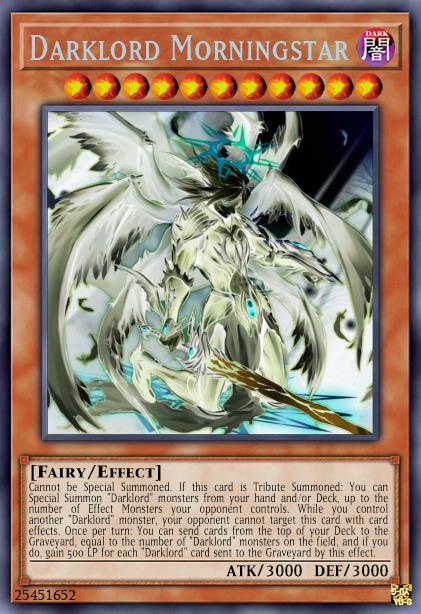 DARKLORD MORNINGSTAR
DARK
闇
[FAIRY/EFFECT]
Cannot be Special Summoned. If this card is Tribute Summoned: You can
Special Summon "Darklord" monsters from your hand and/or Deck, up to the
number of Effect Monsters your opponent controls. While you control
another "Darklord" monster, your opponent cannot target this card with card
effects. Once per turn: You can send cards from the top of your Deck to the
Graveyard, equal to the number of "Darklord" monsters on the field, and if you
do, gain 500 LP for each "Darklord" card sent to the Graveyard by this effect.
ATK/3000 DEF/3000
25451652